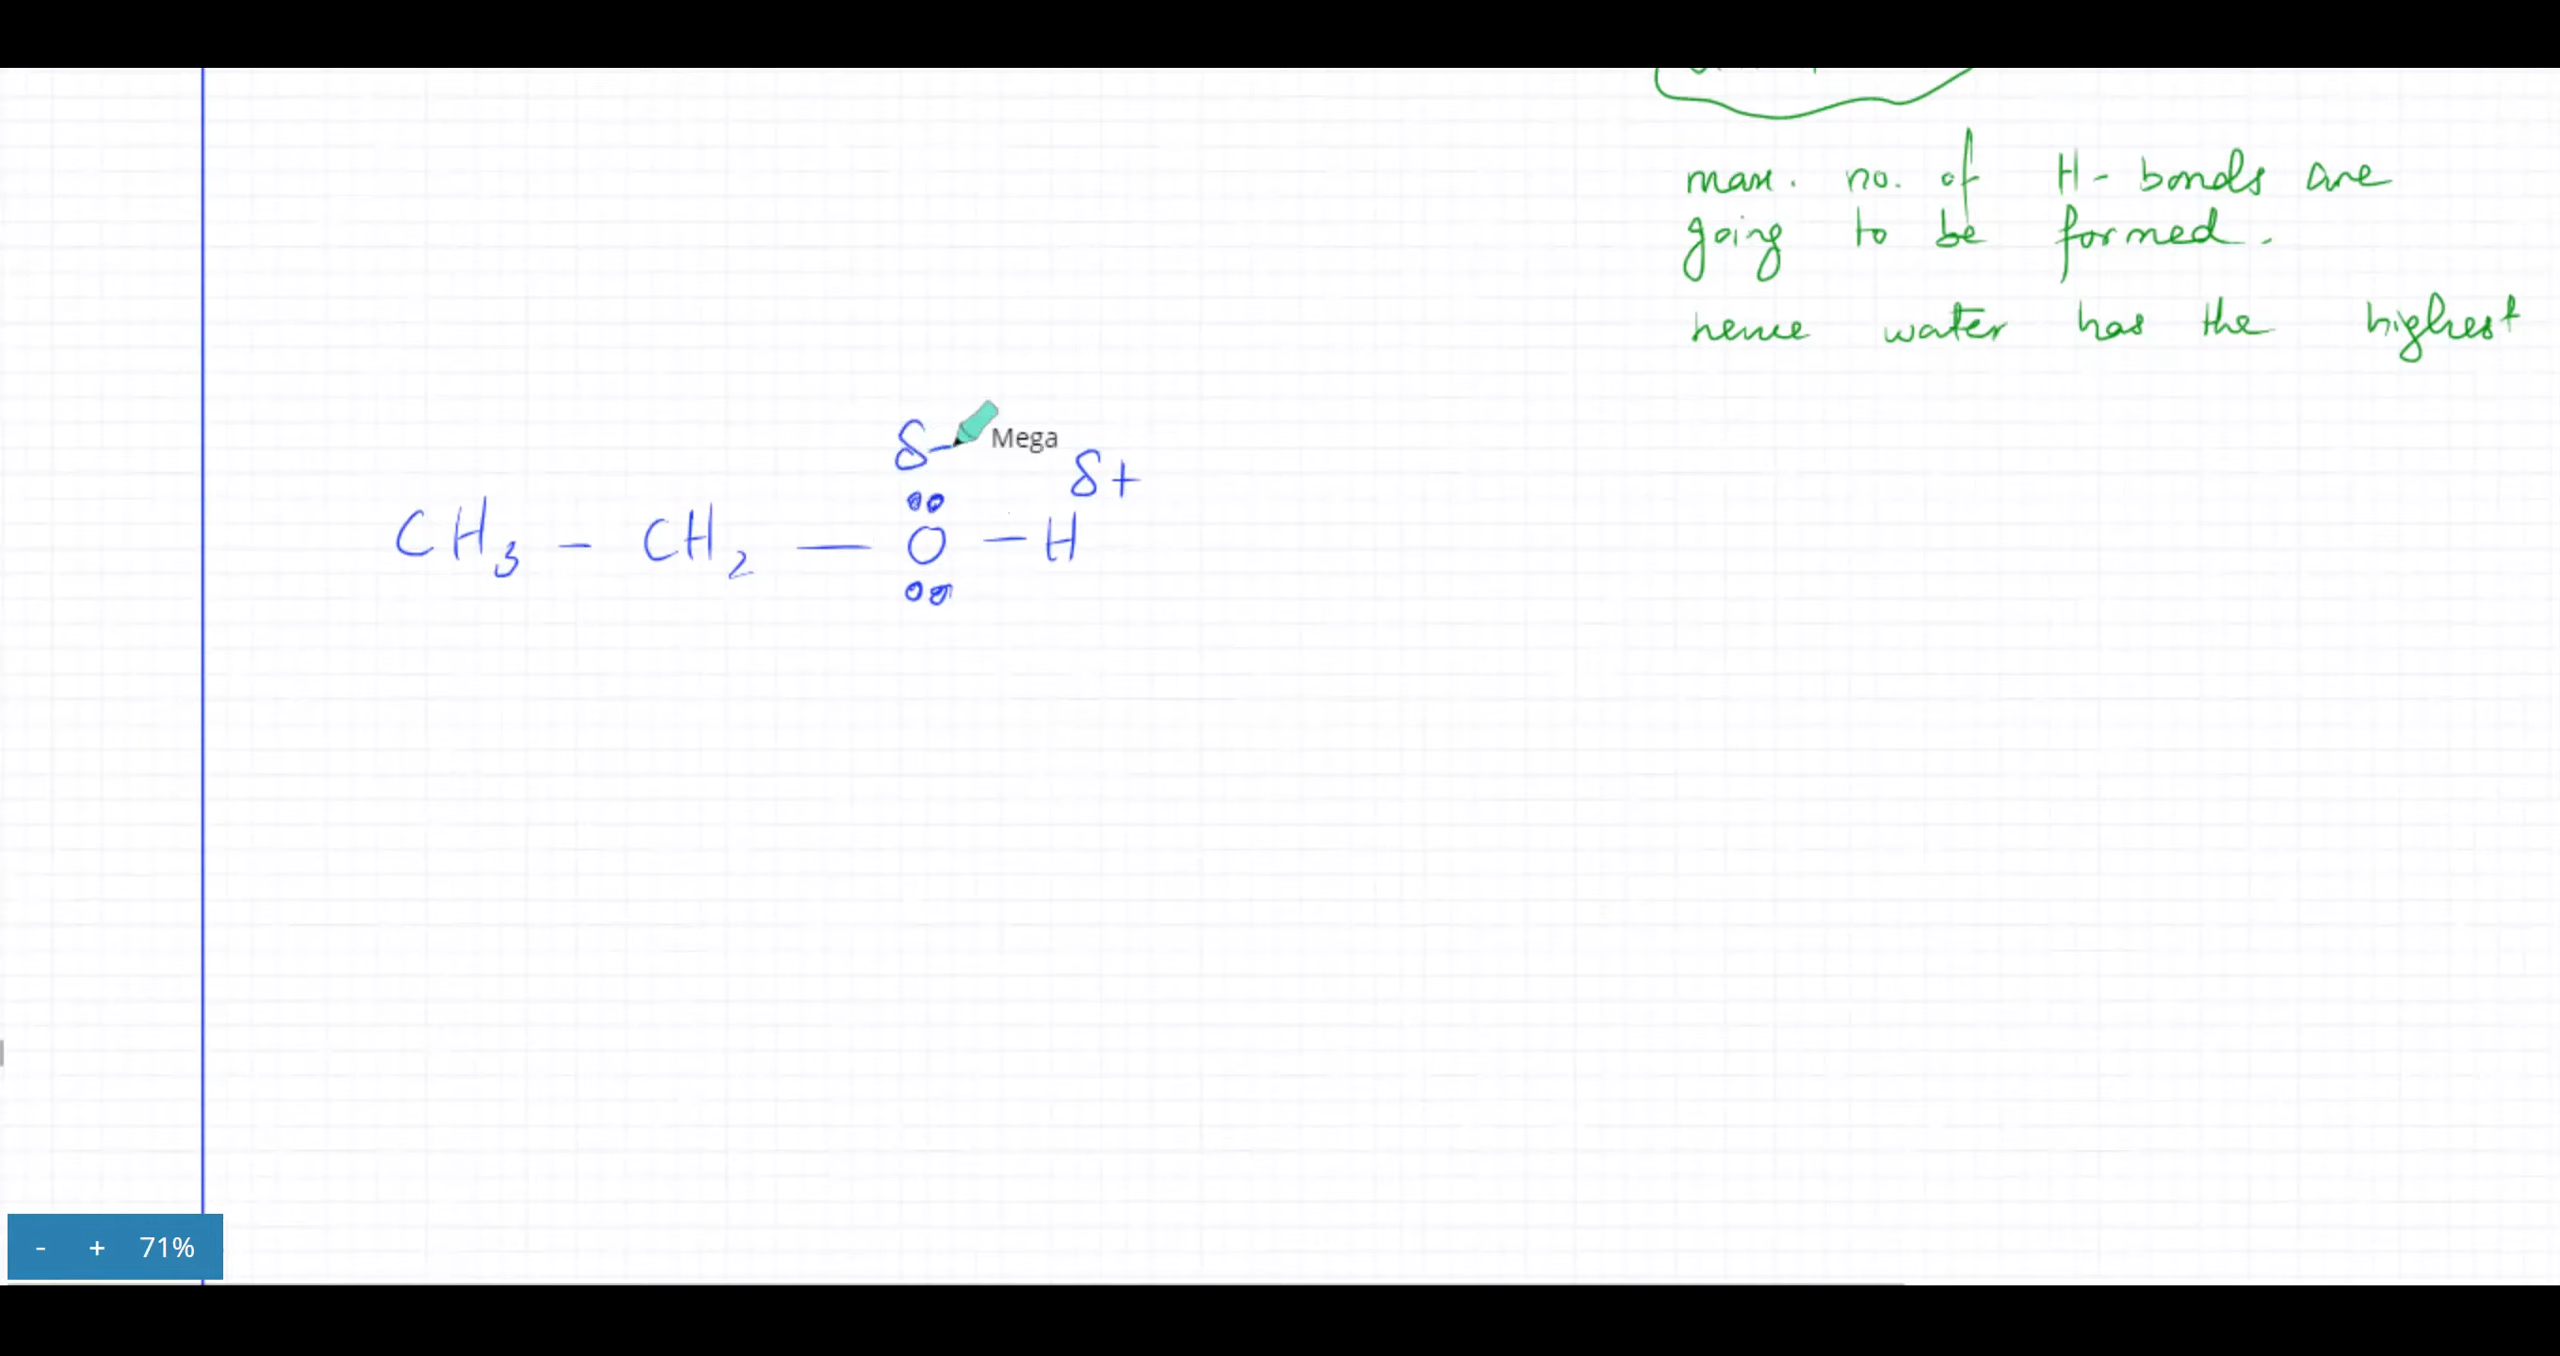 max. no. of H - bonds are
going to be formed.
hence water has the highest
δ- Mega
δ+
CH3 - CH2 — O - H
- + 71%